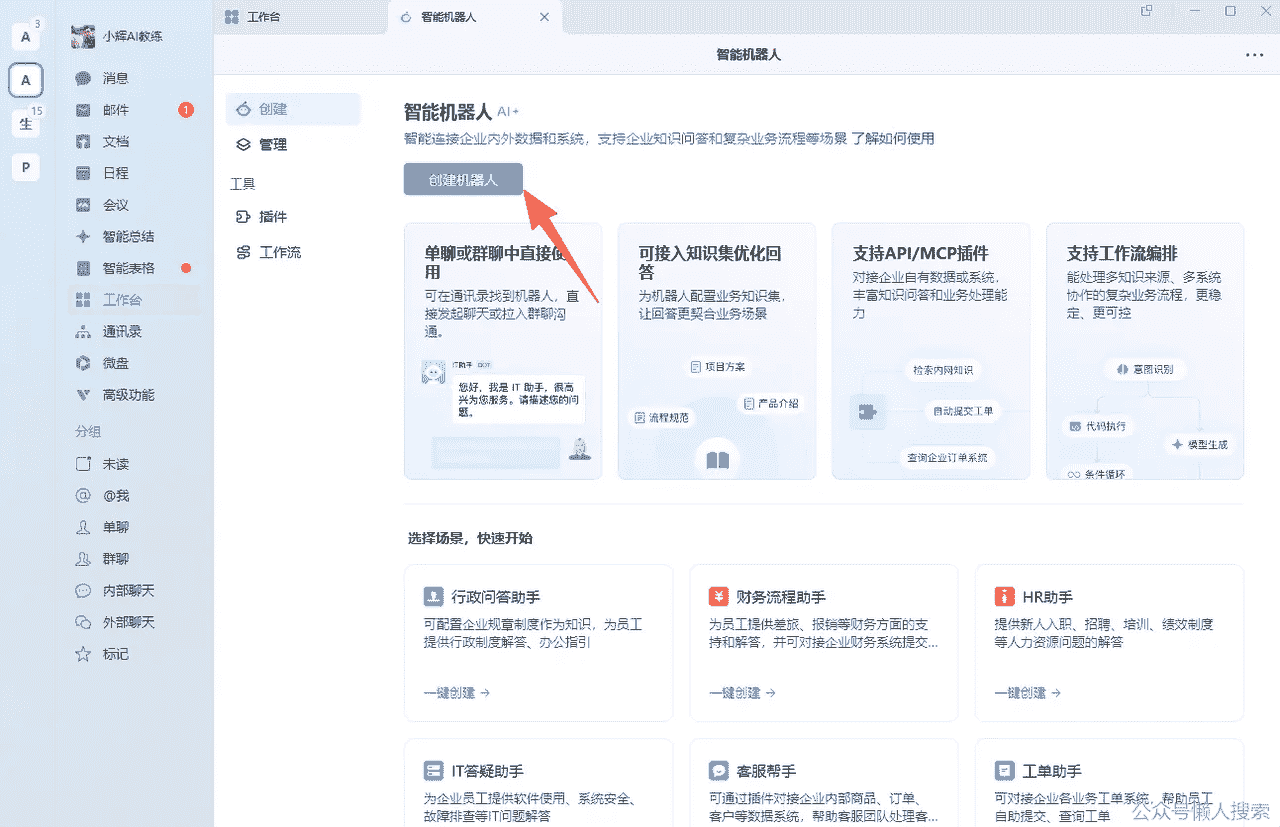 A
3
A
15
生
P
小辉AI教练
消息
邮件
1
文档
日程
会议
智能总结
智能表格
工作台
通讯录
微盘
高级功能
分组
未读
@我
单聊
群聊
内部聊天
外部聊天
标记
工作台
智能机器人
智能机器人
创建
管理
工具
插件
工作流
智能机器人 AI+
智能连接企业内外数据和系统，支持企业知识问答和复杂业务流程等场景 了解如何使用
创建机器人
单聊或群聊中直接使
用
可在通讯录找到机器人，直
接发起聊天或拉入群聊沟
通。
IT助手 BOT
您好，我是 IT 助手，很高
兴为您服务。请描述您的问
题。
可接入知识集优化回
答
为机器人配置业务知识集，
让回答更契合业务场景
项目方案
产品介绍
流程规范
支持API/MCP插件
对接企业自有数据或系统，
丰富知识问答和业务处理能
力
检索内网知识
自动提交工单
查询企业订单系统
支持工作流编排
能处理多知识来源、多系统
协作的复杂业务流程，更稳
定、更可控
意图识别
代码执行
模型生成
条件循环
选择场景，快速开始
行政问答助手
可配置企业规章制度作为知识，为员工
提供行政制度解答、办公指引
一键创建 →
财务流程助手
为员工提供差旅、报销等财务方面的支
持和解答，并可对接企业财务系统提交...
一键创建 →
HR助手
提供新人入职、招聘、培训、绩效制度
等人力资源问题的解答
一键创建 →
IT答疑助手
为企业员工提供软件使用、系统安全、
故障排查等IT问题解答
客服帮手
可通过插件对接企业内部商品、订单、
客户等数据系统，帮助客服团队处理客...
工单助手
可对接企业各业务工单系统，帮助员工
自助提交、查询工单
公众号懒人搜索